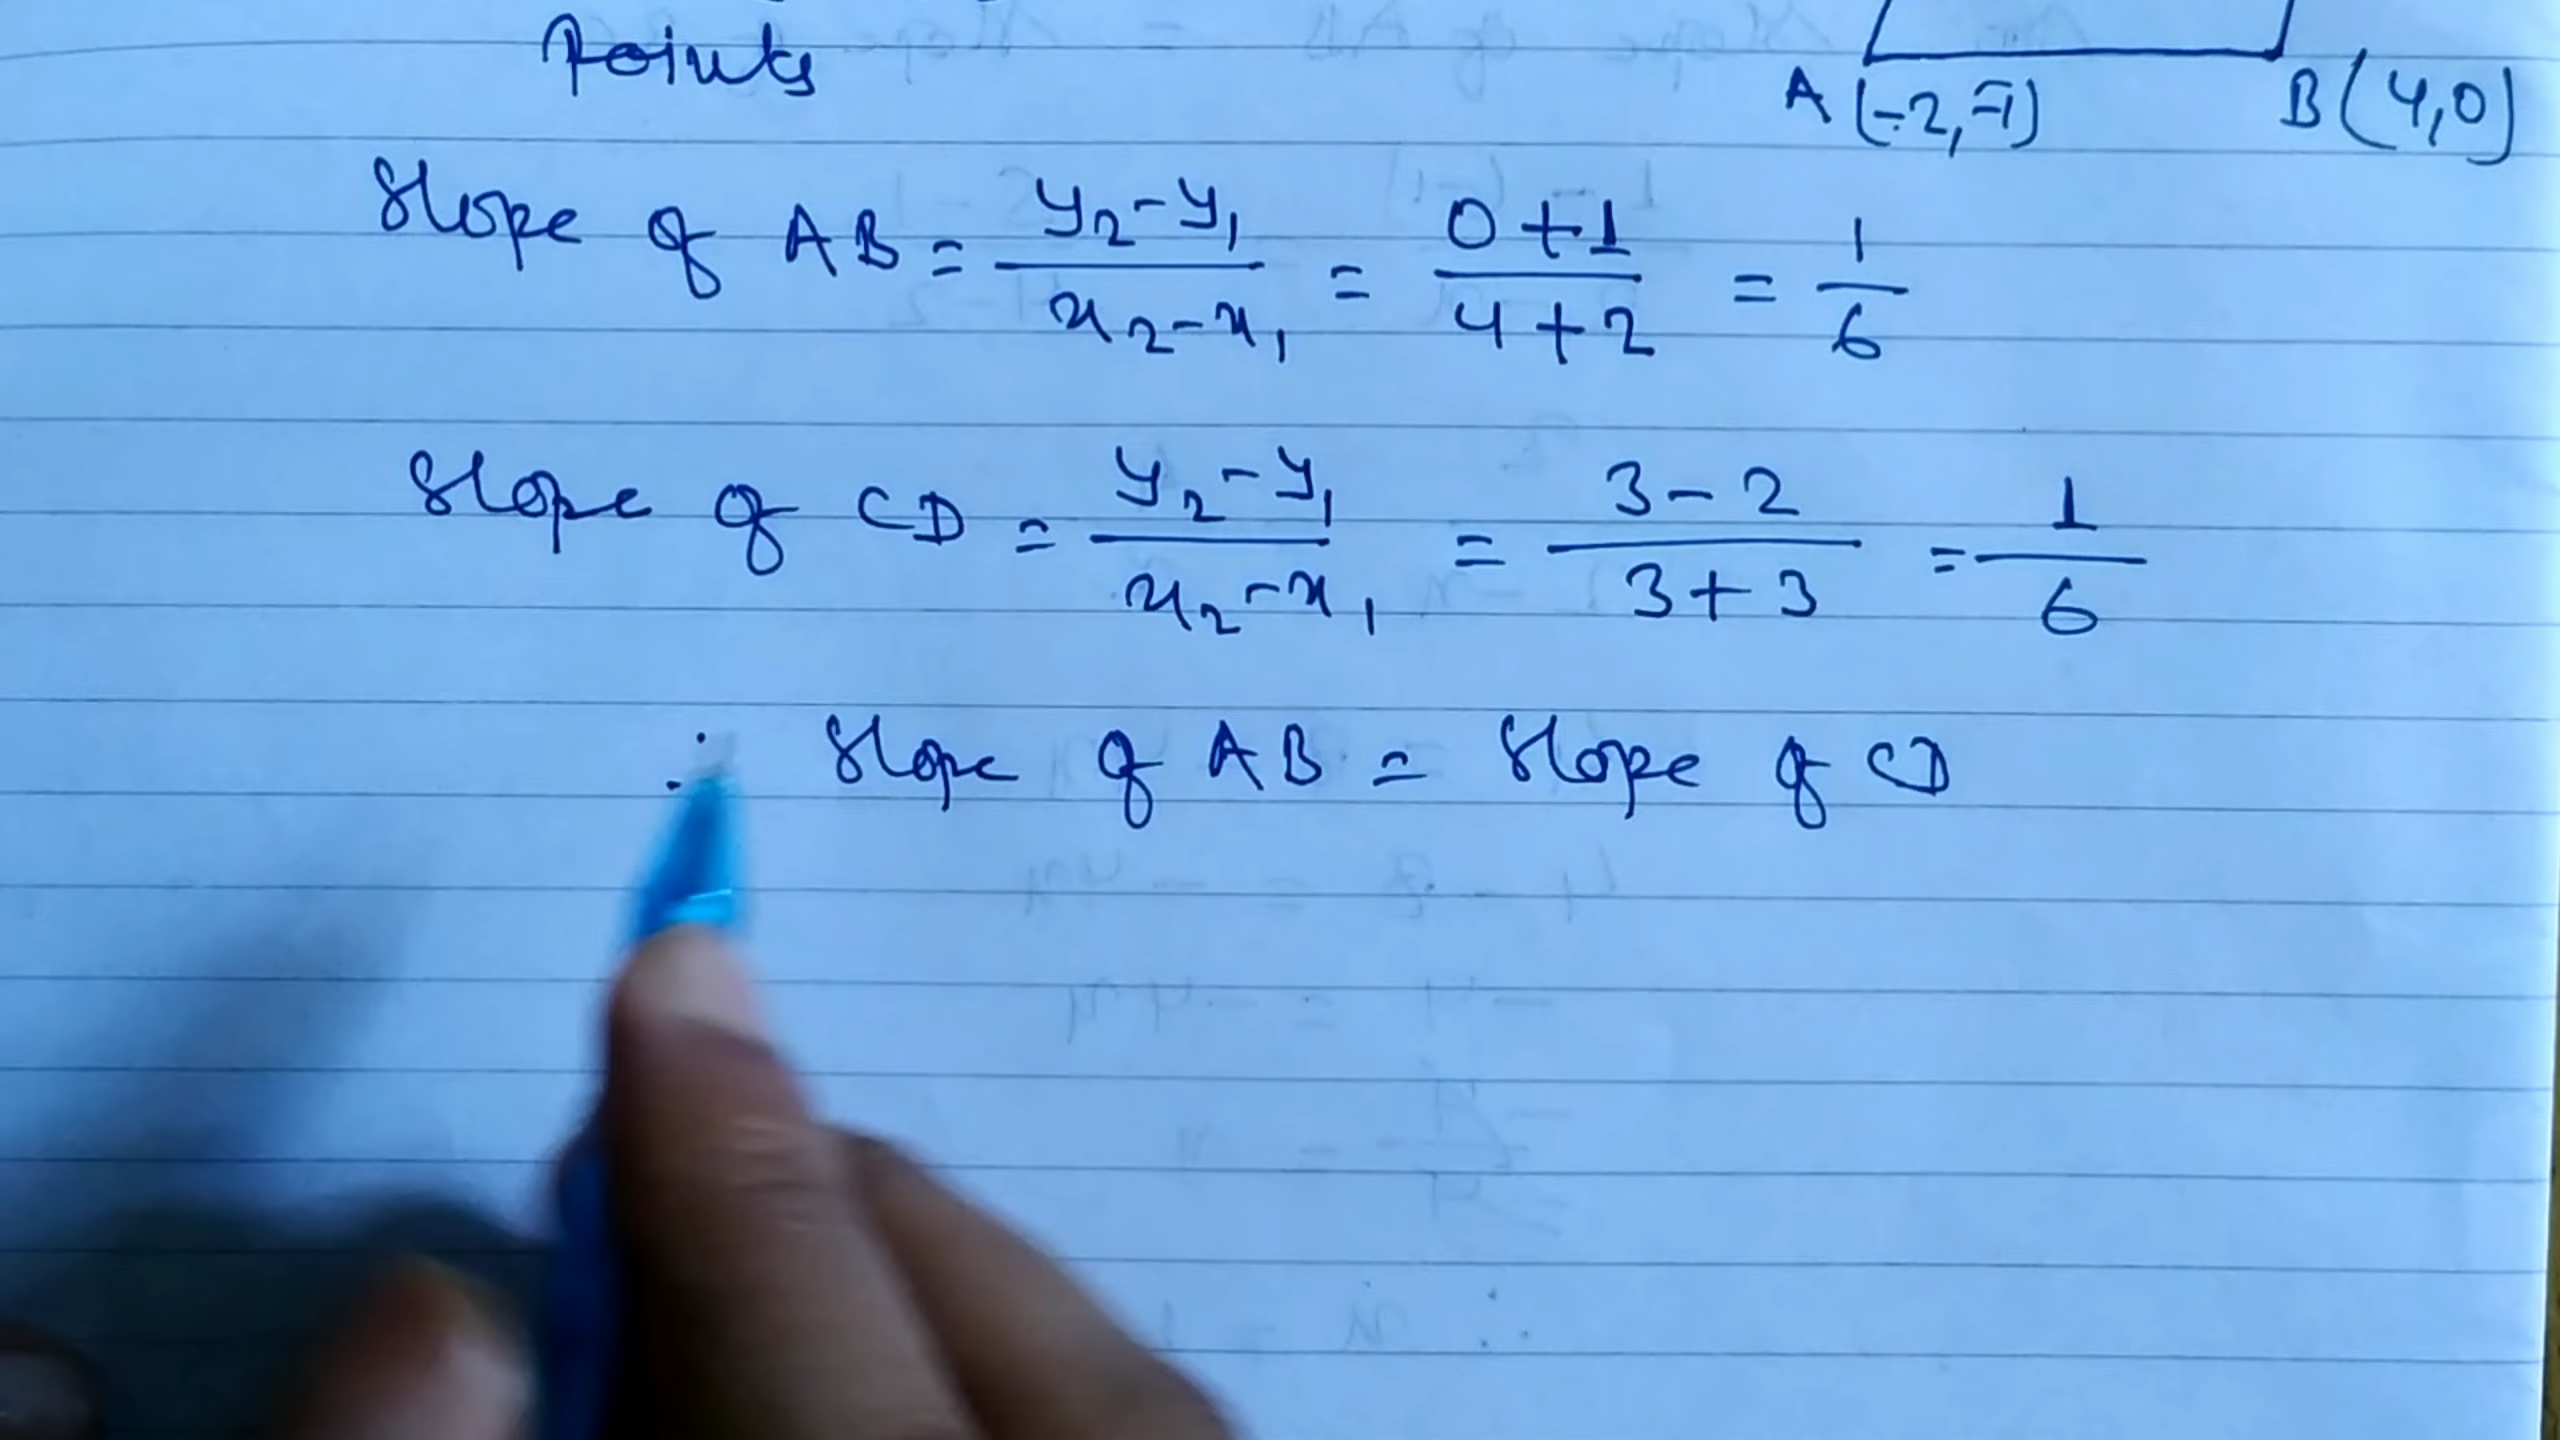 Points
A (-2, -1) B (4,0)
Slope of AB = y₂-y₁ / x₂-x₁ = 0+1 / 4+2 = 1/6
Slope of CD = y₂-y₁ / x₂-x₁ = 3-2 / 3+3 = 1/6
∴ Slope of AB = Slope of CD